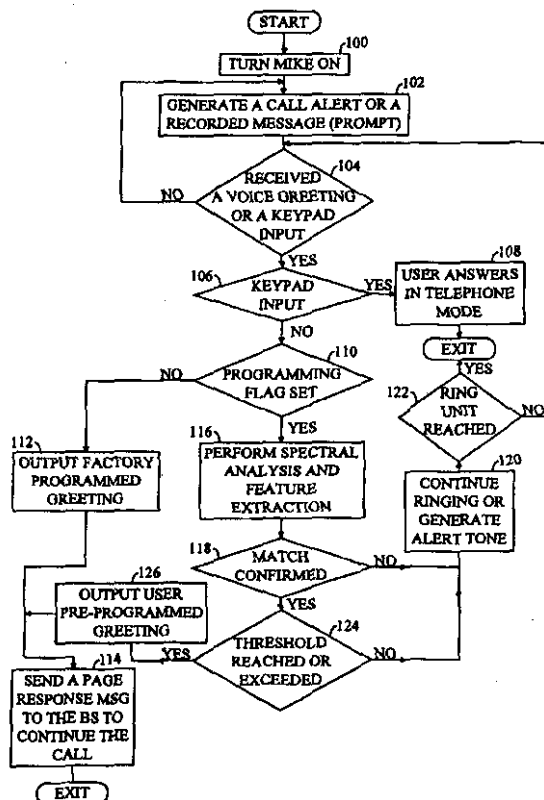 START
100
TURN MIKE ON
102
GENERATE A CALL ALERT OR A
RECORDED MESSAGE (PROMPT)
104
RECEIVED
A VOICE GREETING
OR A KEYPAD
INPUT
NO
YES
106
KEYPAD
INPUT
YES
108
USER ANSWERS
IN TELEPHONE
MODE
EXIT
NO
110
PROGRAMMING
FLAG SET
NO
YES
112
OUTPUT FACTORY
PROGRAMMED
GREETING
116
PERFORM SPECTRAL
ANALYSIS AND
FEATURE
EXTRACTION
YES
122
RING
UNIT
REACHED
NO
120
CONTINUE
RINGING OR
GENERATE
ALERT TONE
118
MATCH
CONFIRMED
NO
YES
126
OUTPUT USER
PRE-PROGRAMMED
GREETING
124
THRESHOLD
REACHED OR
EXCEEDED
YES
NO
114
SEND A PAGE
RESPONSE MSG
TO THE BS TO
CONTINUE THE
CALL
EXIT